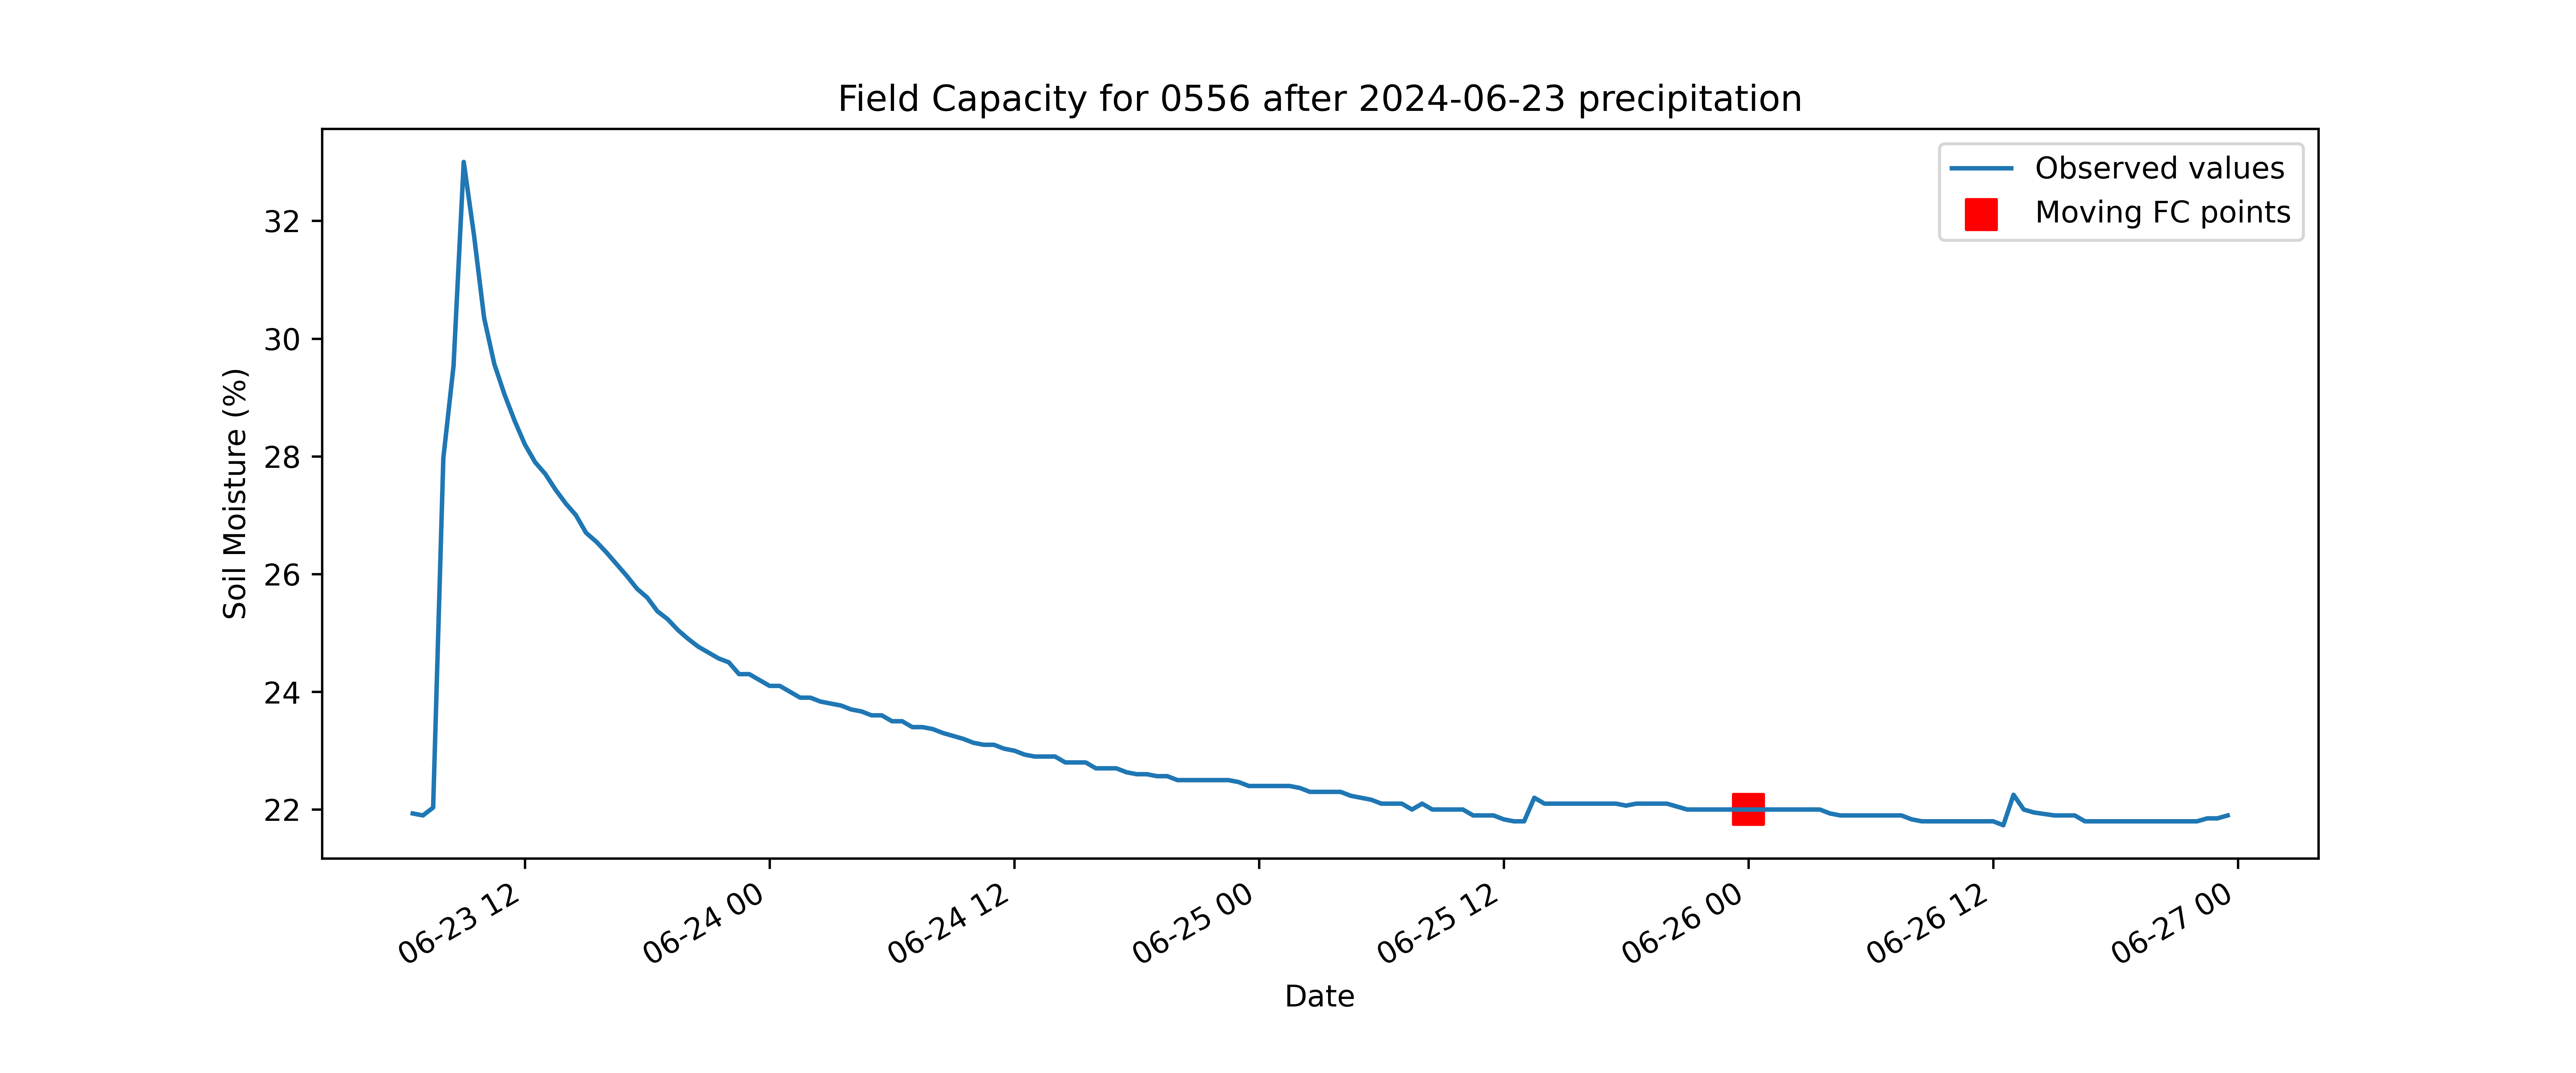 Field Capacity for 0556 after 2024-06-23 precipitation
Observed values
Moving FC points
Soil Moisture (%)
32
30
28
26
24
22
06-23 12
06-24 00
06-24 12
06-25 00
06-25 12
06-26 00
06-26 12
06-27 00
Date